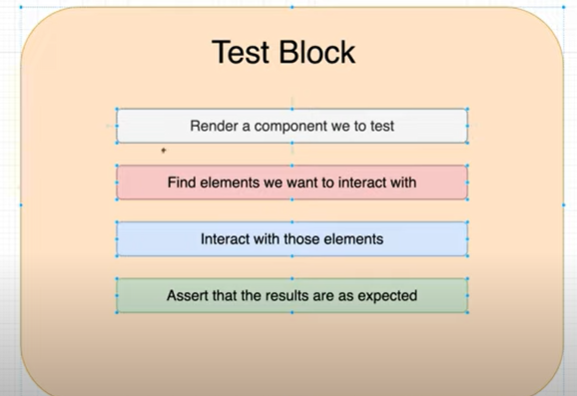 Test Block
Render a component we to test
Find elements we want to interact with
Interact with those elements
Assert that the results are as expected